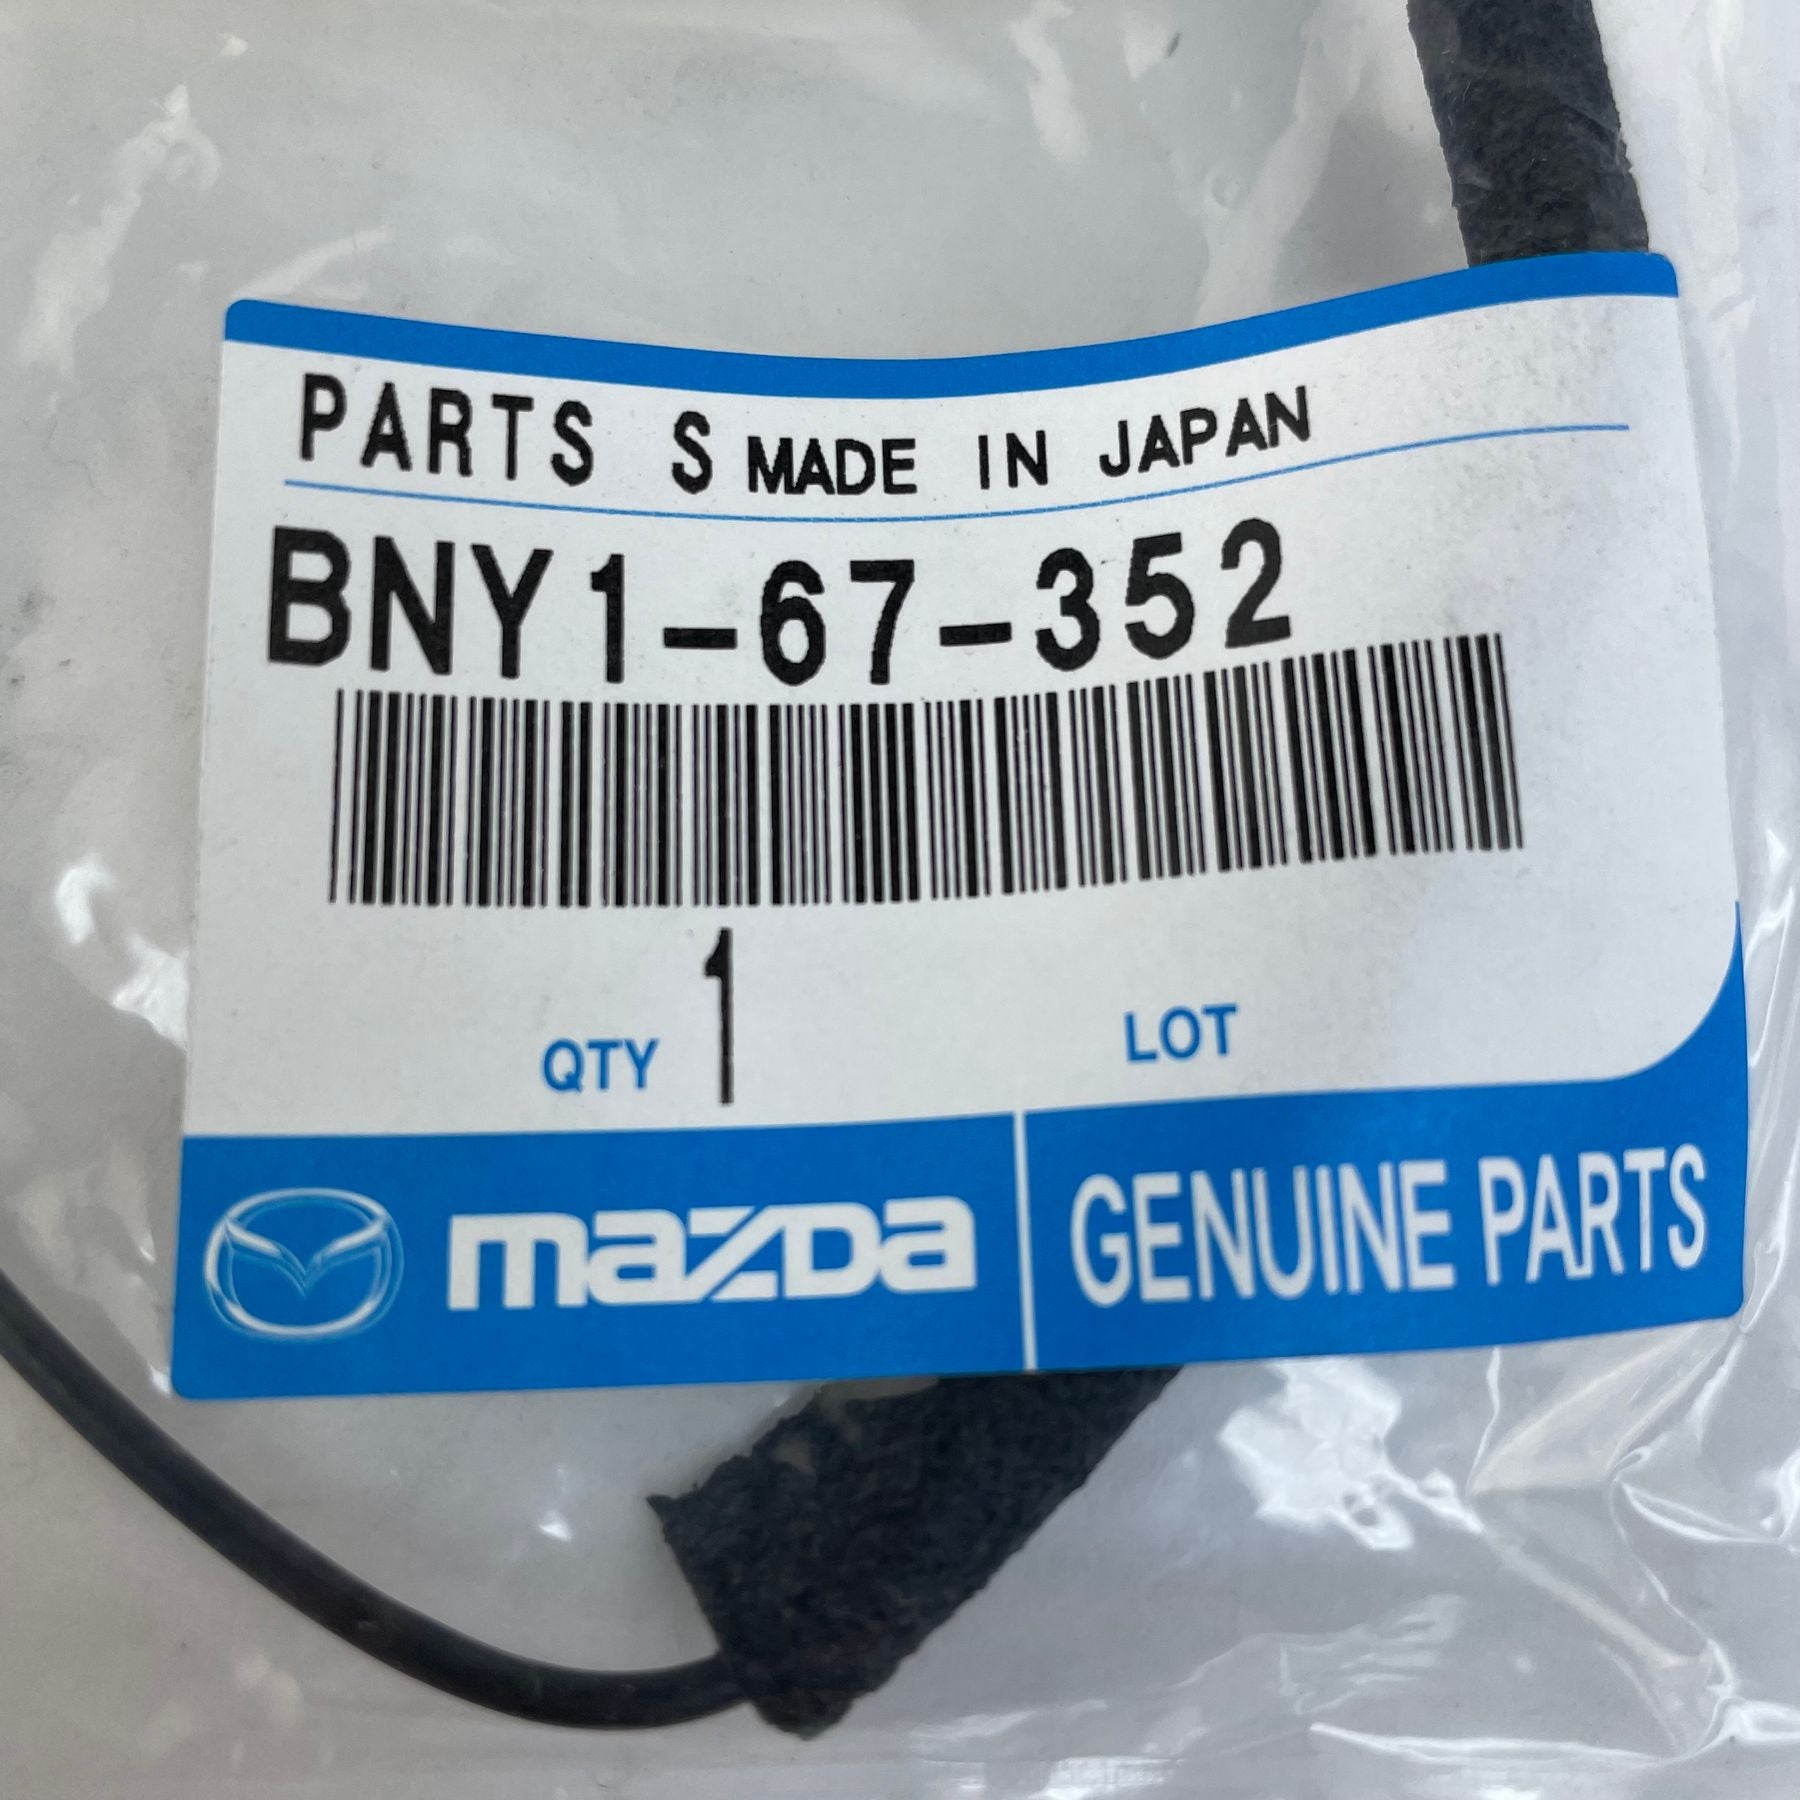 PARTS S MADE IN JAPAN
BNY1-67-352
QTY 1 LOT
mazDa GENUINE PARTS